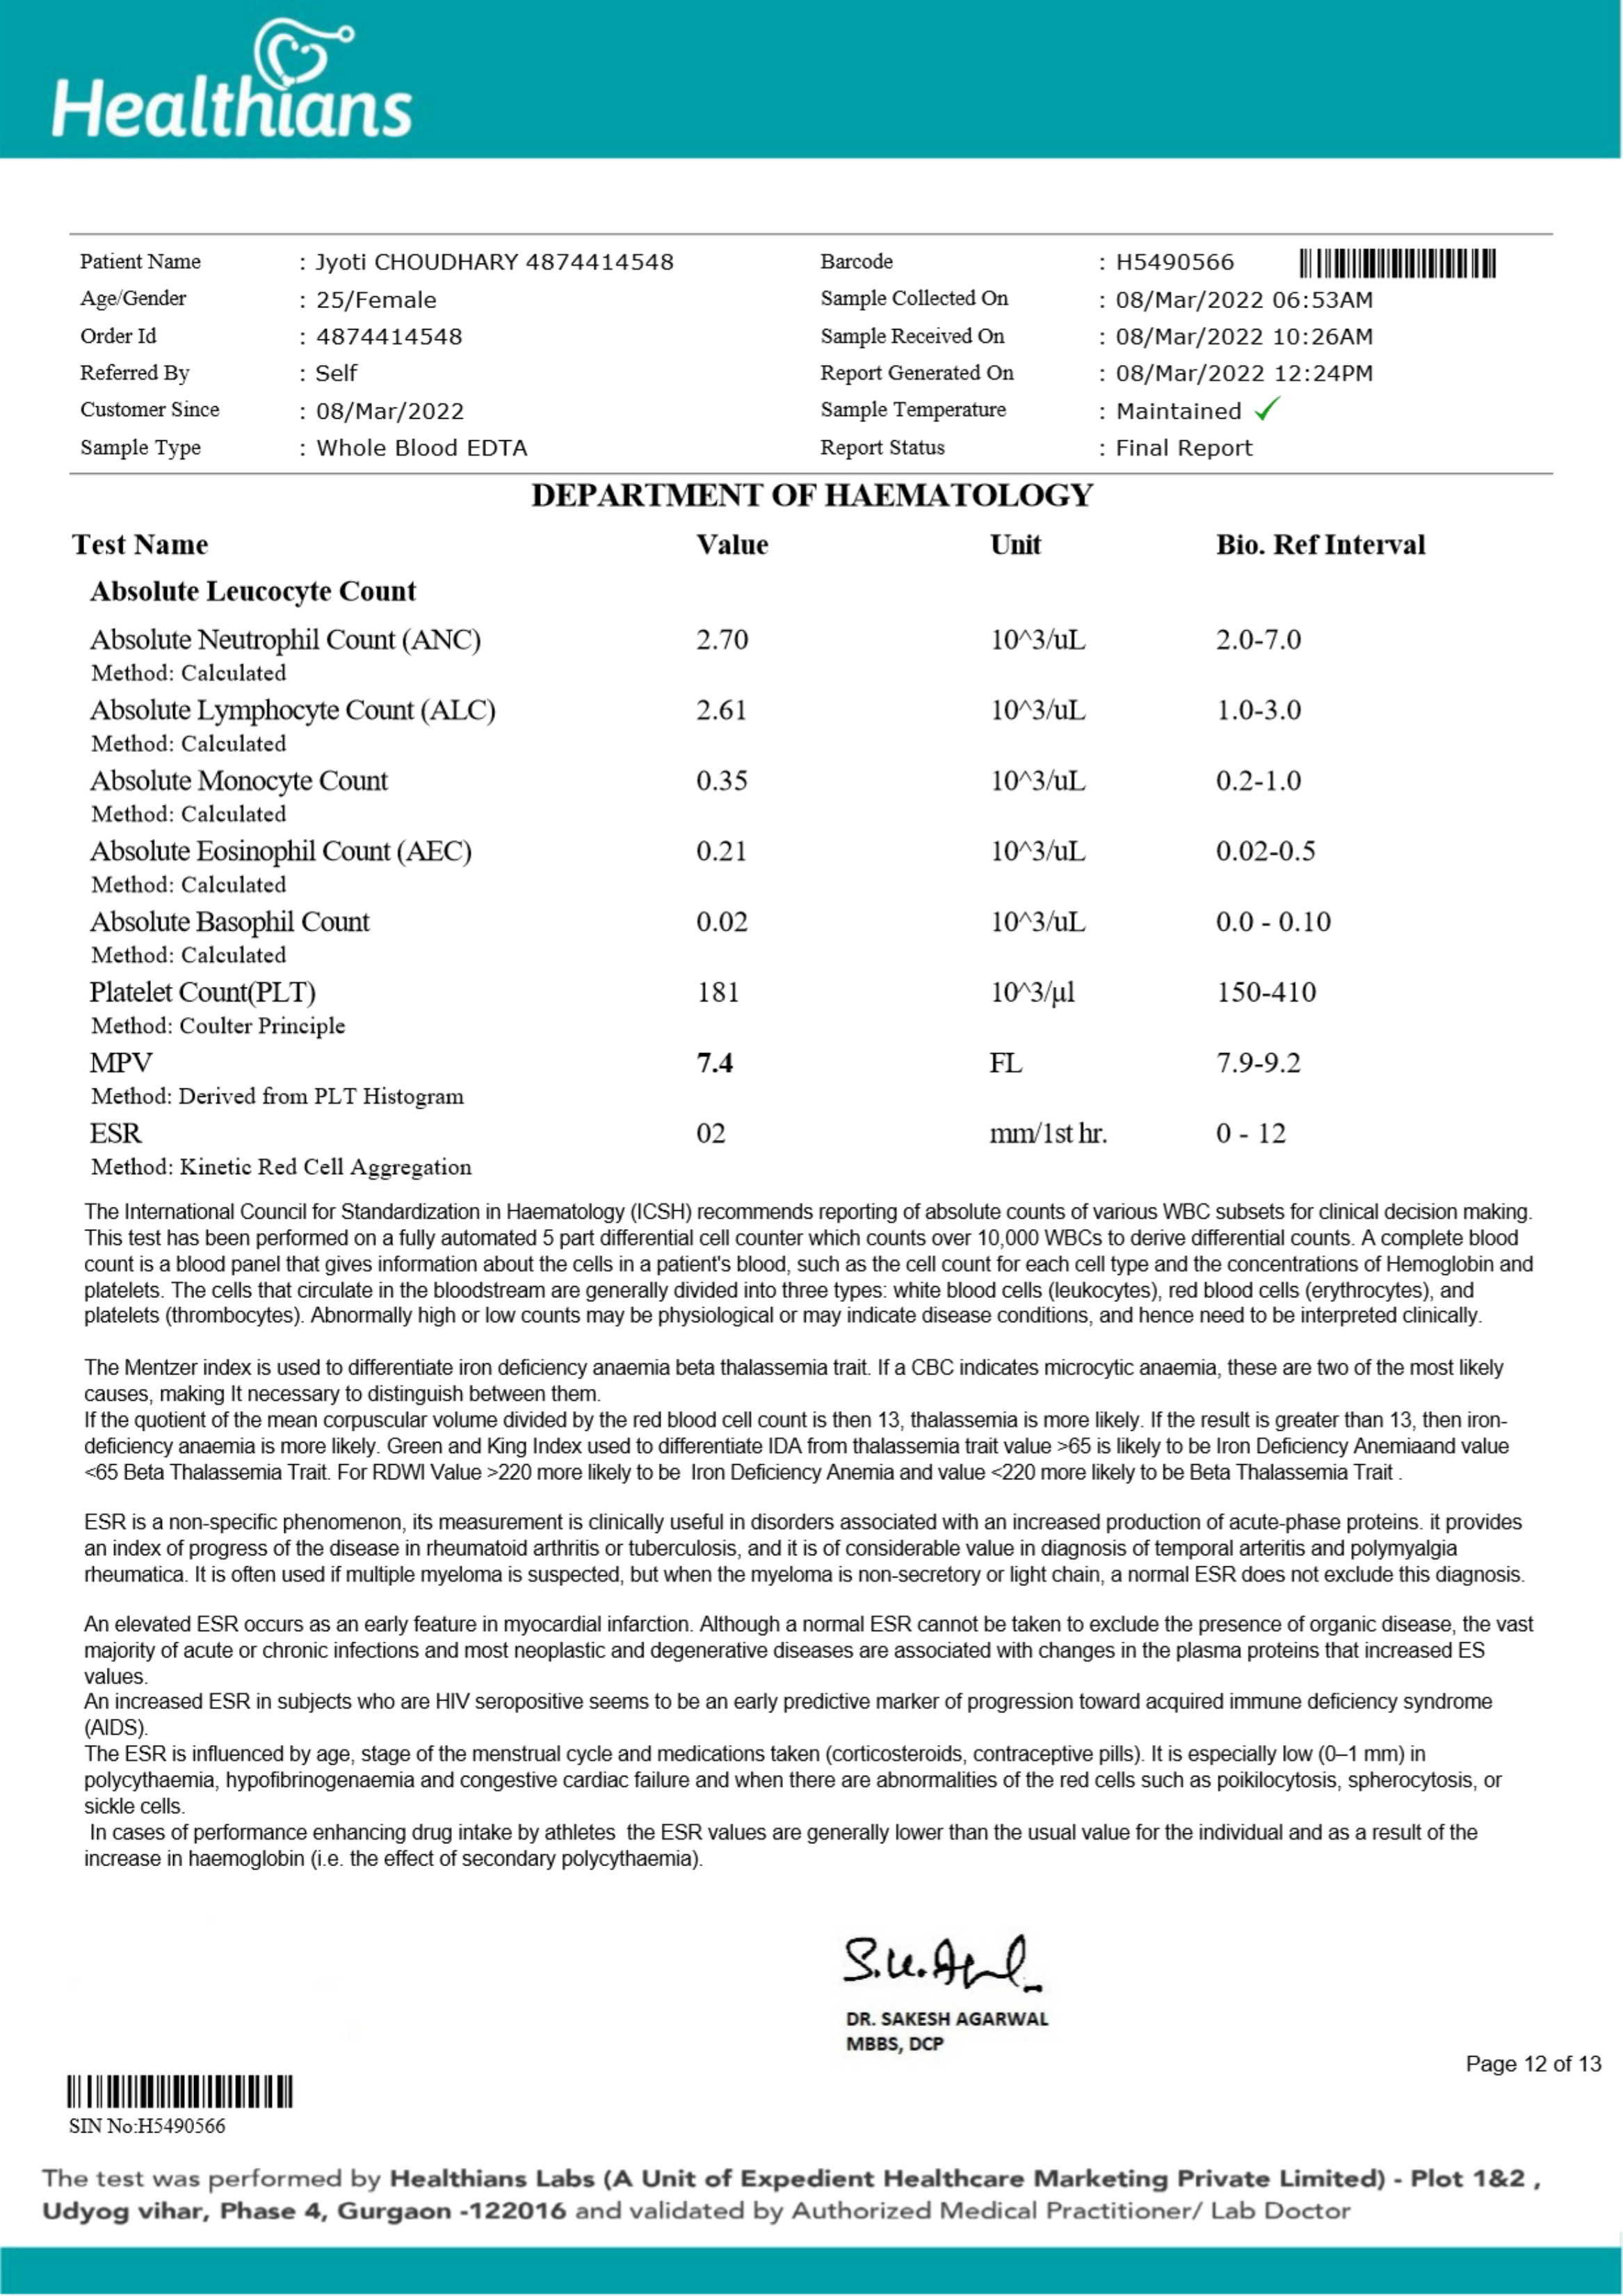 Healthians
Patient Name : Jyoti CHOUDHARY 4874414548 Barcode : H5490566
Age/Gender : 25/Female Sample Collected On : 08/Mar/2022 06:53AM
Order Id : 4874414548 Sample Received On : 08/Mar/2022 10:26AM
Referred By : Self Report Generated On : 08/Mar/2022 12:24PM
Customer Since : 08/Mar/2022 Sample Temperature : Maintained
Sample Type : Whole Blood EDTA Report Status : Final Report
DEPARTMENT OF HAEMATOLOGY
Test Name Value Unit Bio. Ref Interval
Absolute Leucocyte Count
Absolute Neutrophil Count (ANC) 2.70 10^3/uL 2.0-7.0
Method: Calculated
Absolute Lymphocyte Count (ALC) 2.61 10^3/uL 1.0-3.0
Method: Calculated
Absolute Monocyte Count 0.35 10^3/uL 0.2-1.0
Method: Calculated
Absolute Eosinophil Count (AEC) 0.21 10^3/uL 0.02-0.5
Method: Calculated
Absolute Basophil Count 0.02 10^3/uL 0.0 - 0.10
Method: Calculated
Platelet Count(PLT) 181 10^3/µl 150-410
Method: Coulter Principle
MPV 7.4 FL 7.9-9.2
Method: Derived from PLT Histogram
ESR 02 mm/1st hr. 0 - 12
Method: Kinetic Red Cell Aggregation
The International Council for Standardization in Haematology (ICSH) recommends reporting of absolute counts of various WBC subsets for clinical decision making.
This test has been performed on a fully automated 5 part differential cell counter which counts over 10,000 WBCs to derive differential counts. A complete blood
count is a blood panel that gives information about the cells in a patient's blood, such as the cell count for each cell type and the concentrations of Hemoglobin and
platelets. The cells that circulate in the bloodstream are generally divided into three types: white blood cells (leukocytes), red blood cells (erythrocytes), and
platelets (thrombocytes). Abnormally high or low counts may be physiological or may indicate disease conditions, and hence need to be interpreted clinically.
The Mentzer index is used to differentiate iron deficiency anaemia beta thalassemia trait. If a CBC indicates microcytic anaemia, these are two of the most likely
causes, making It necessary to distinguish between them.
If the quotient of the mean corpuscular volume divided by the red blood cell count is then 13, thalassemia is more likely. If the result is greater than 13, then iron-
deficiency anaemia is more likely. Green and King Index used to differentiate IDA from thalassemia trait value >65 is likely to be Iron Deficiency Anemiaand value
<65 Beta Thalassemia Trait. For RDWI Value >220 more likely to be Iron Deficiency Anemia and value <220 more likely to be Beta Thalassemia Trait .
ESR is a non-specific phenomenon, its measurement is clinically useful in disorders associated with an increased production of acute-phase proteins. it provides
an index of progress of the disease in rheumatoid arthritis or tuberculosis, and it is of considerable value in diagnosis of temporal arteritis and polymyalgia
rheumatica. It is often used if multiple myeloma is suspected, but when the myeloma is non-secretory or light chain, a normal ESR does not exclude this diagnosis.
An elevated ESR occurs as an early feature in myocardial infarction. Although a normal ESR cannot be taken to exclude the presence of organic disease, the vast
majority of acute or chronic infections and most neoplastic and degenerative diseases are associated with changes in the plasma proteins that increased ES
values.
An increased ESR in subjects who are HIV seropositive seems to be an early predictive marker of progression toward acquired immune deficiency syndrome
(AIDS).
The ESR is influenced by age, stage of the menstrual cycle and medications taken (corticosteroids, contraceptive pills). It is especially low (0–1 mm) in
polycythaemia, hypofibrinogenaemia and congestive cardiac failure and when there are abnormalities of the red cells such as poikilocytosis, spherocytosis, or
sickle cells.
In cases of performance enhancing drug intake by athletes the ESR values are generally lower than the usual value for the individual and as a result of the
increase in haemoglobin (i.e. the effect of secondary polycythaemia).
DR. SAKESH AGARWAL
MBBS, DCP
Page 12 of 13
SIN No:H5490566
The test was performed by Healthians Labs (A Unit of Expedient Healthcare Marketing Private Limited) - Plot 1&2 ,
Udyog vihar, Phase 4, Gurgaon -122016 and validated by Authorized Medical Practitioner/ Lab Doctor